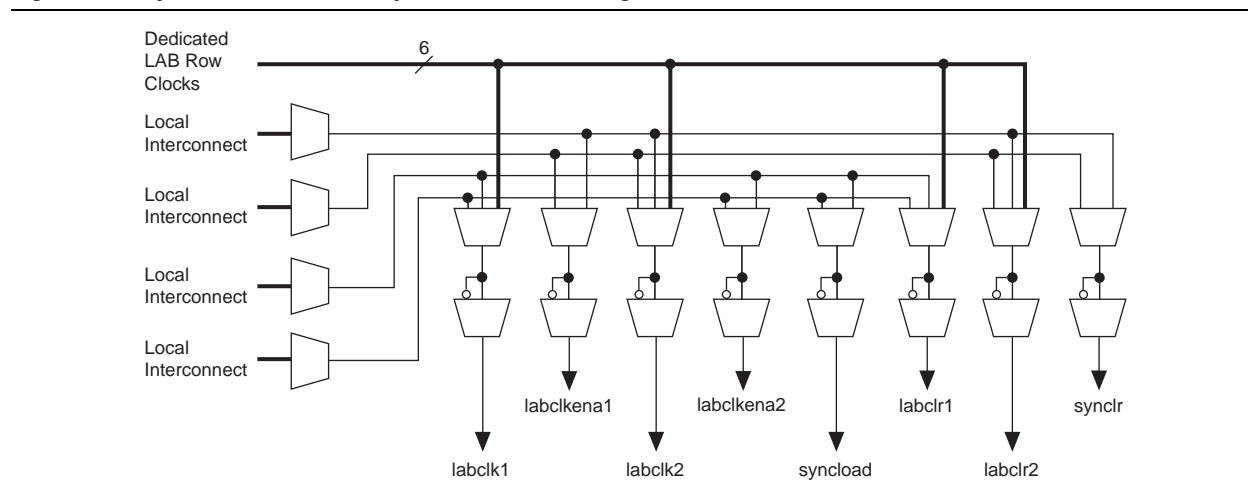 Dedicated
LAB Row
Clocks
6
Local
Interconnect
Local
Interconnect
Local
Interconnect
Local
Interconnect
labclkena1
labclkena2
labclr1
synclr
labclk1
labclk2
syncload
labclr2